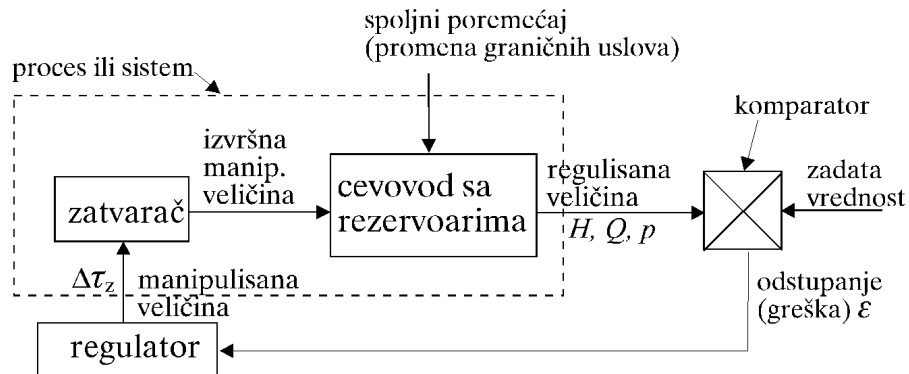 spoljni poremećaj
(promena graničnih uslova)
proces ili sistem
komparator
izvršna
manip.
veličina
zatvarač
cevovod sa
rezervoarima
regulisana
veličina
H, Q, p
zadata
vrednost
Δτz
manipulisana
veličina
odstupanje
(greška) ε
regulator